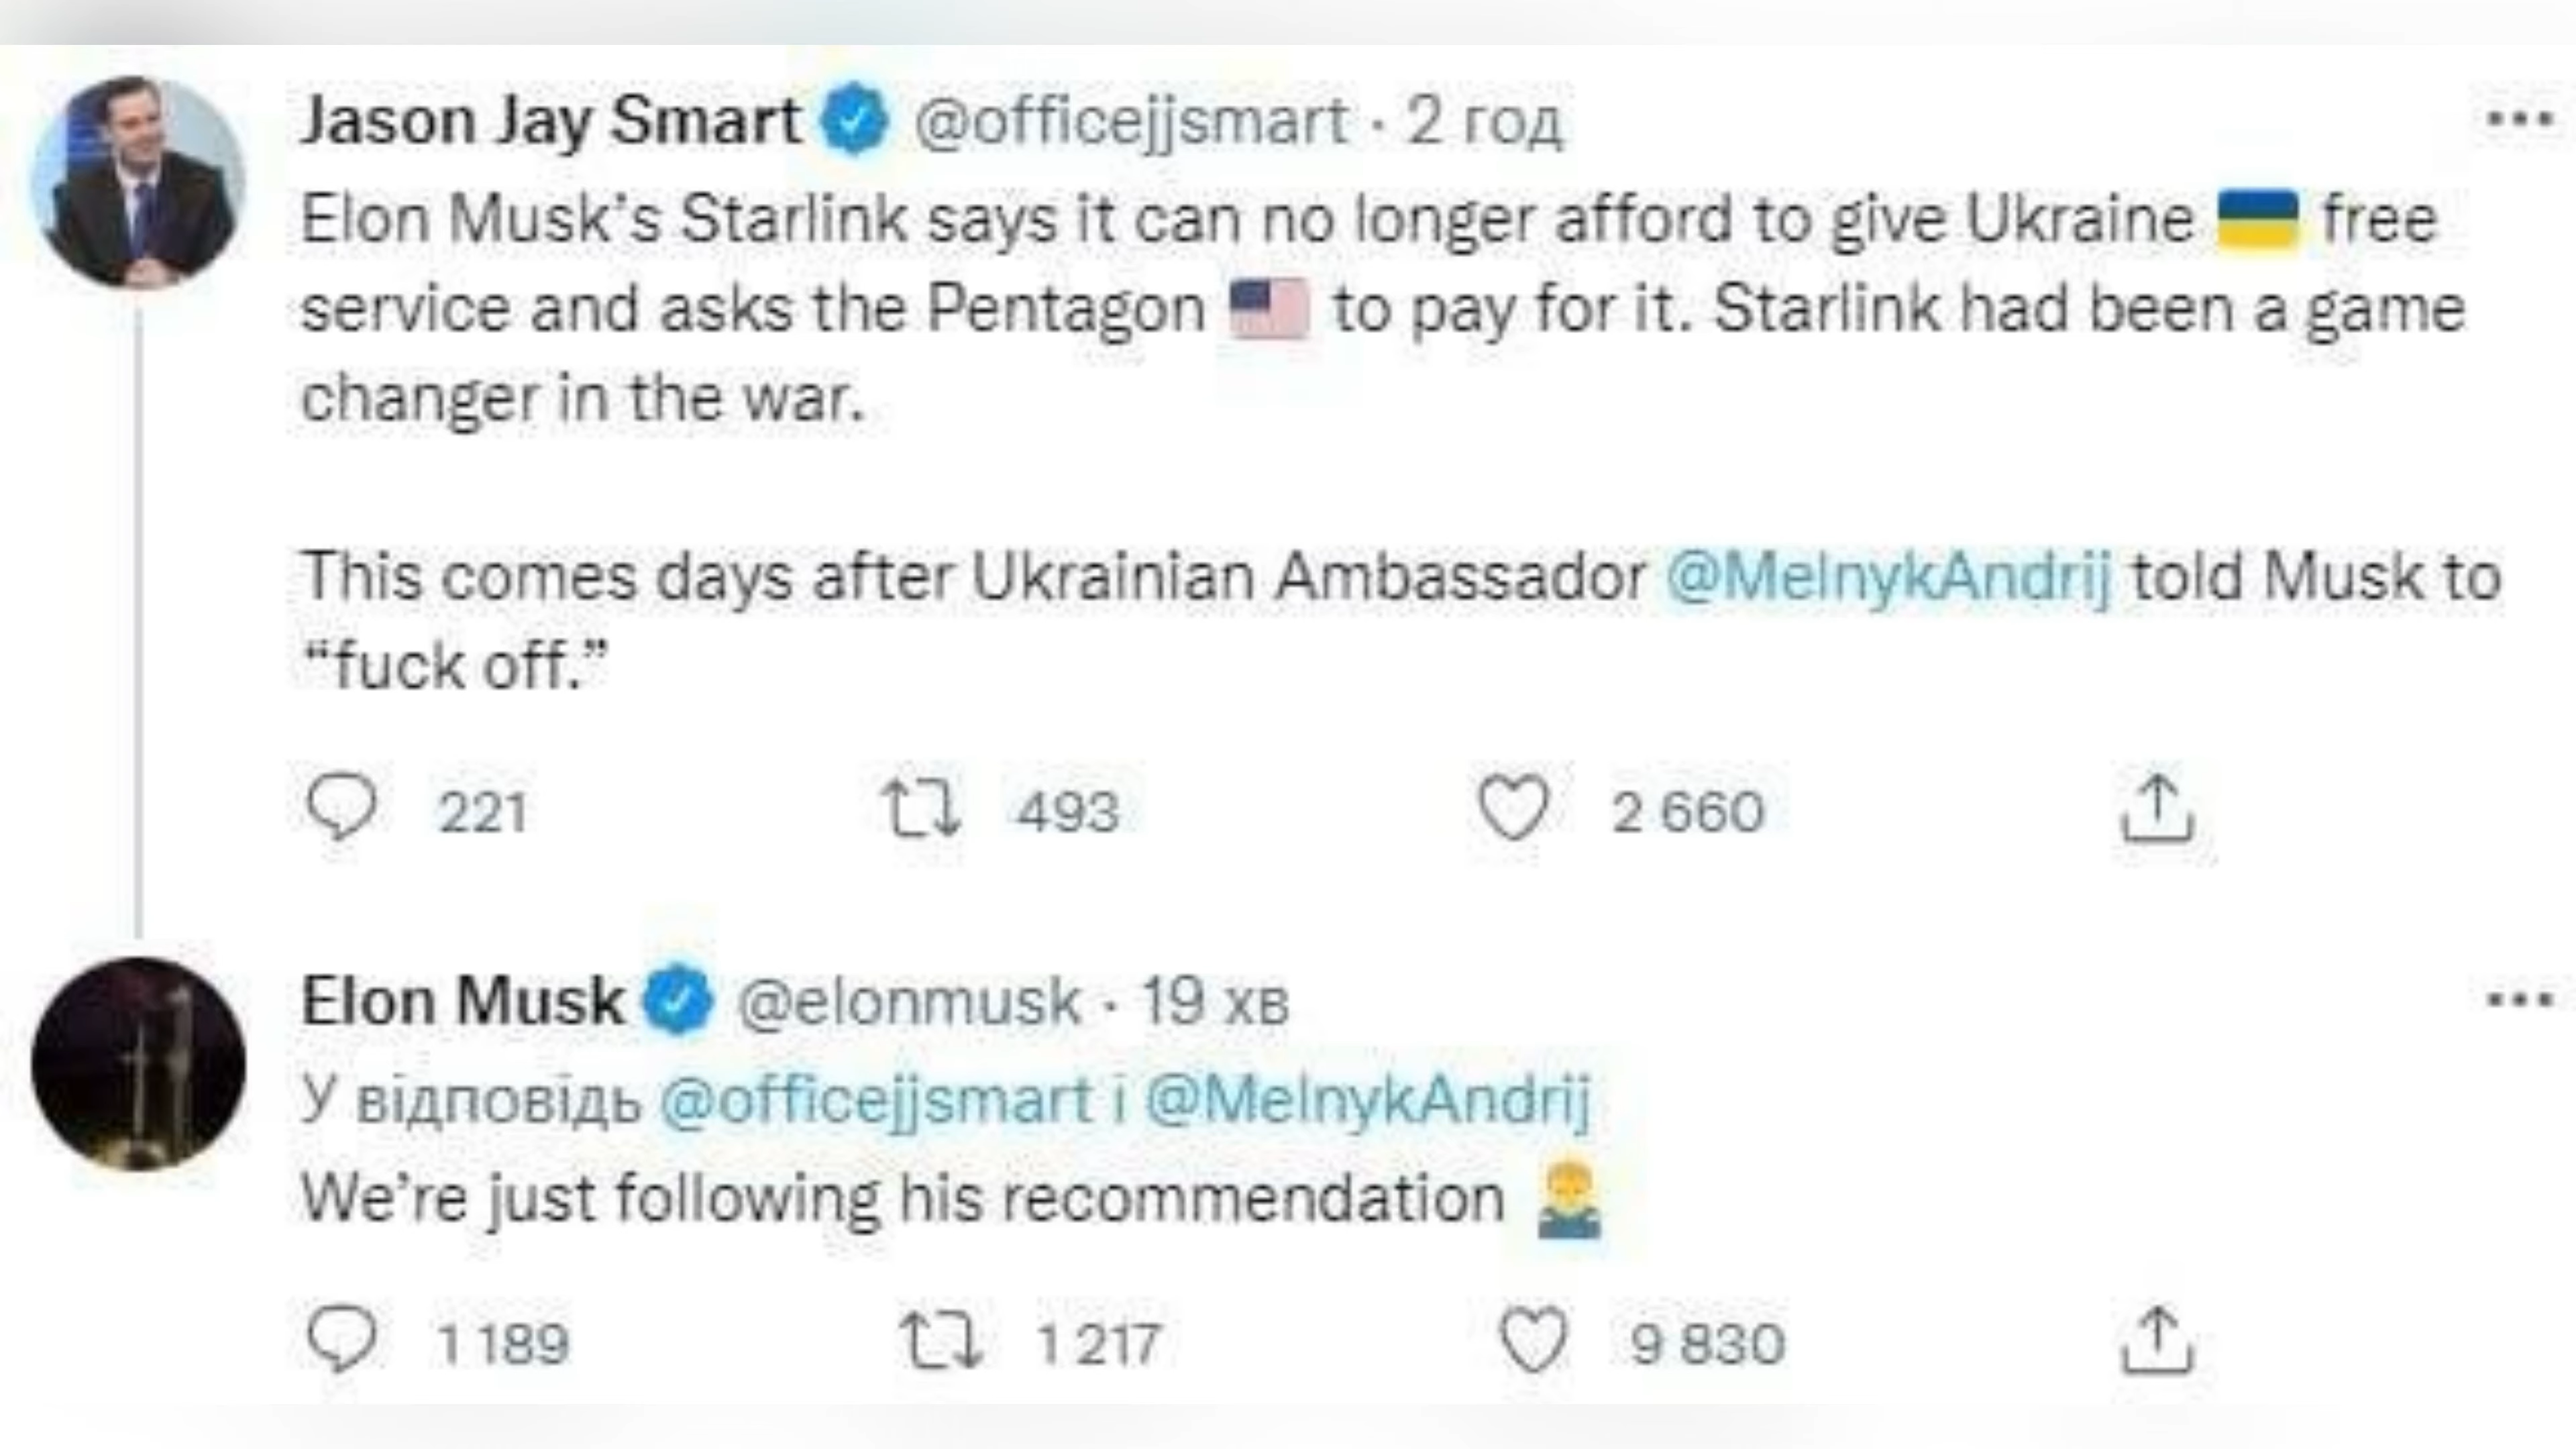 Jason Jay Smart @officejjsmart · 2 год
Elon Musk’s Starlink says it can no longer afford to give Ukraine 🇺🇦 free
service and asks the Pentagon 🇺🇸 to pay for it. Starlink had been a game
changer in the war.
This comes days after Ukrainian Ambassador @MelnykAndrij told Musk to
“fuck off.”
221 493 2 660
Elon Musk @elonmusk · 19 хв
У відповідь @officejjsmart і @MelnykAndrij
We’re just following his recommendation
1 189 1 217 9 830